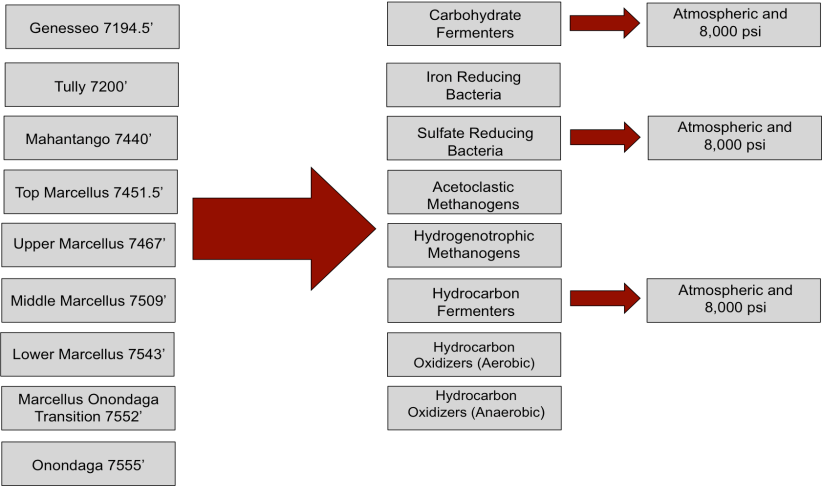 Genesseo 7194.5’
Tully 7200’
Mahantango 7440’
Top Marcellus 7451.5’
Upper Marcellus 7467’
Middle Marcellus 7509’
Lower Marcellus 7543’
Marcellus Onondaga
Transition 7552’
Onondaga 7555’
Carbohydrate
Fermenters
Iron Reducing
Bacteria
Sulfate Reducing
Bacteria
Acetoclastic
Methanogens
Hydrogenotrophic
Methanogens
Hydrocarbon
Fermenters
Hydrocarbon
Oxidizers (Aerobic)
Hydrocarbon
Oxidizers (Anaerobic)
Atmospheric and
8,000 psi
Atmospheric and
8,000 psi
Atmospheric and
8,000 psi